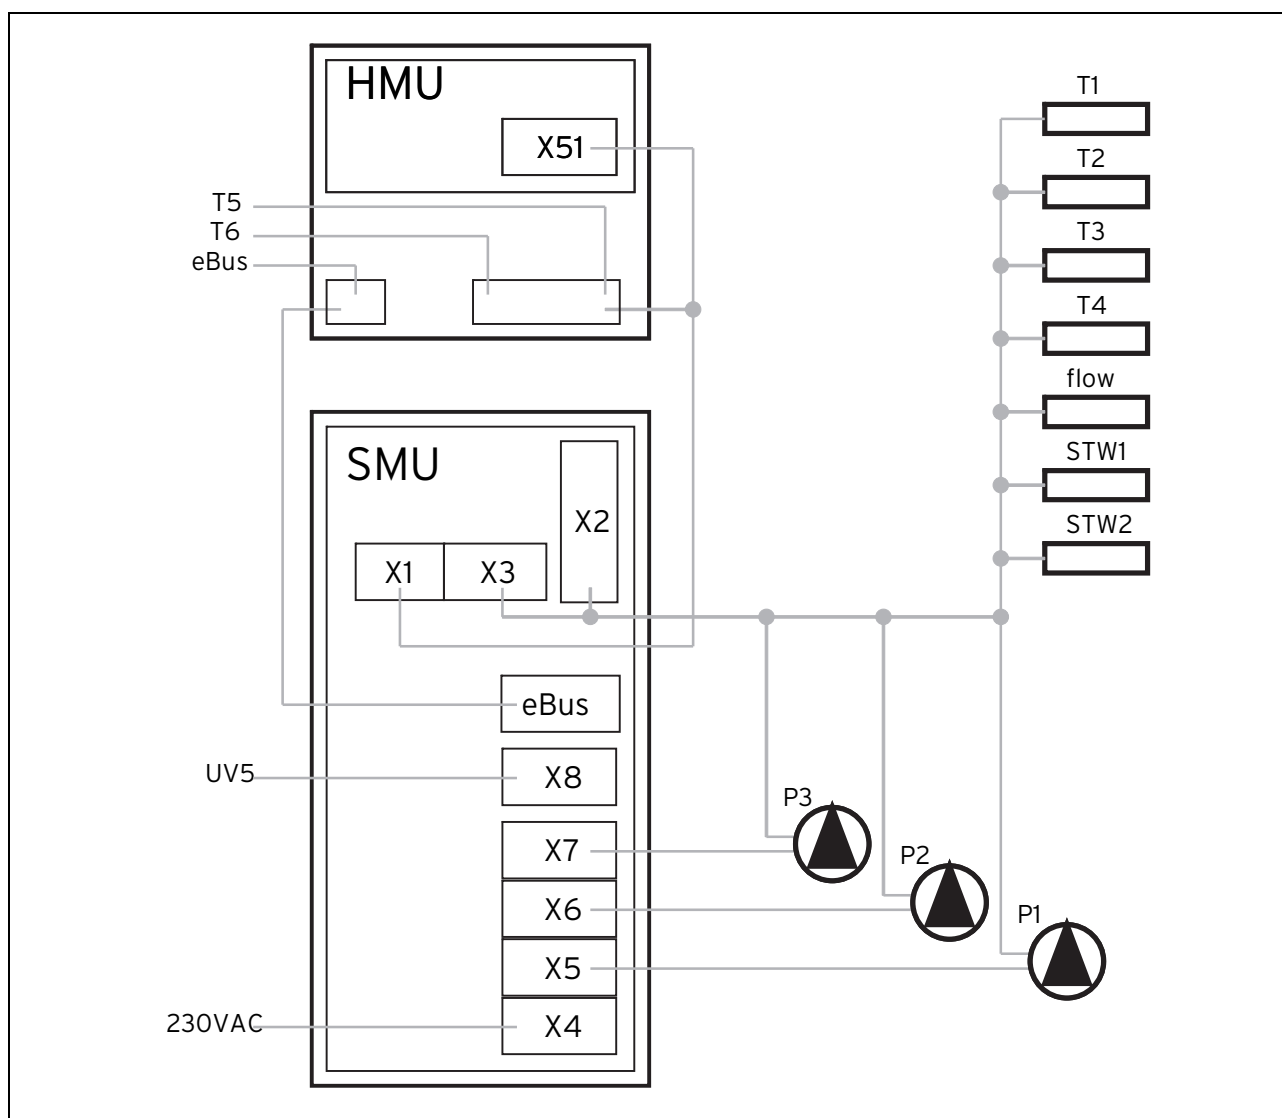 HMU
X51
T5
T6
eBus
T1
T2
T3
T4
flow
STW1
STW2
SMU
X2
X1
X3
eBus
UV5
X8
X7
X6
X5
230VAC
X4
P3
P2
P1